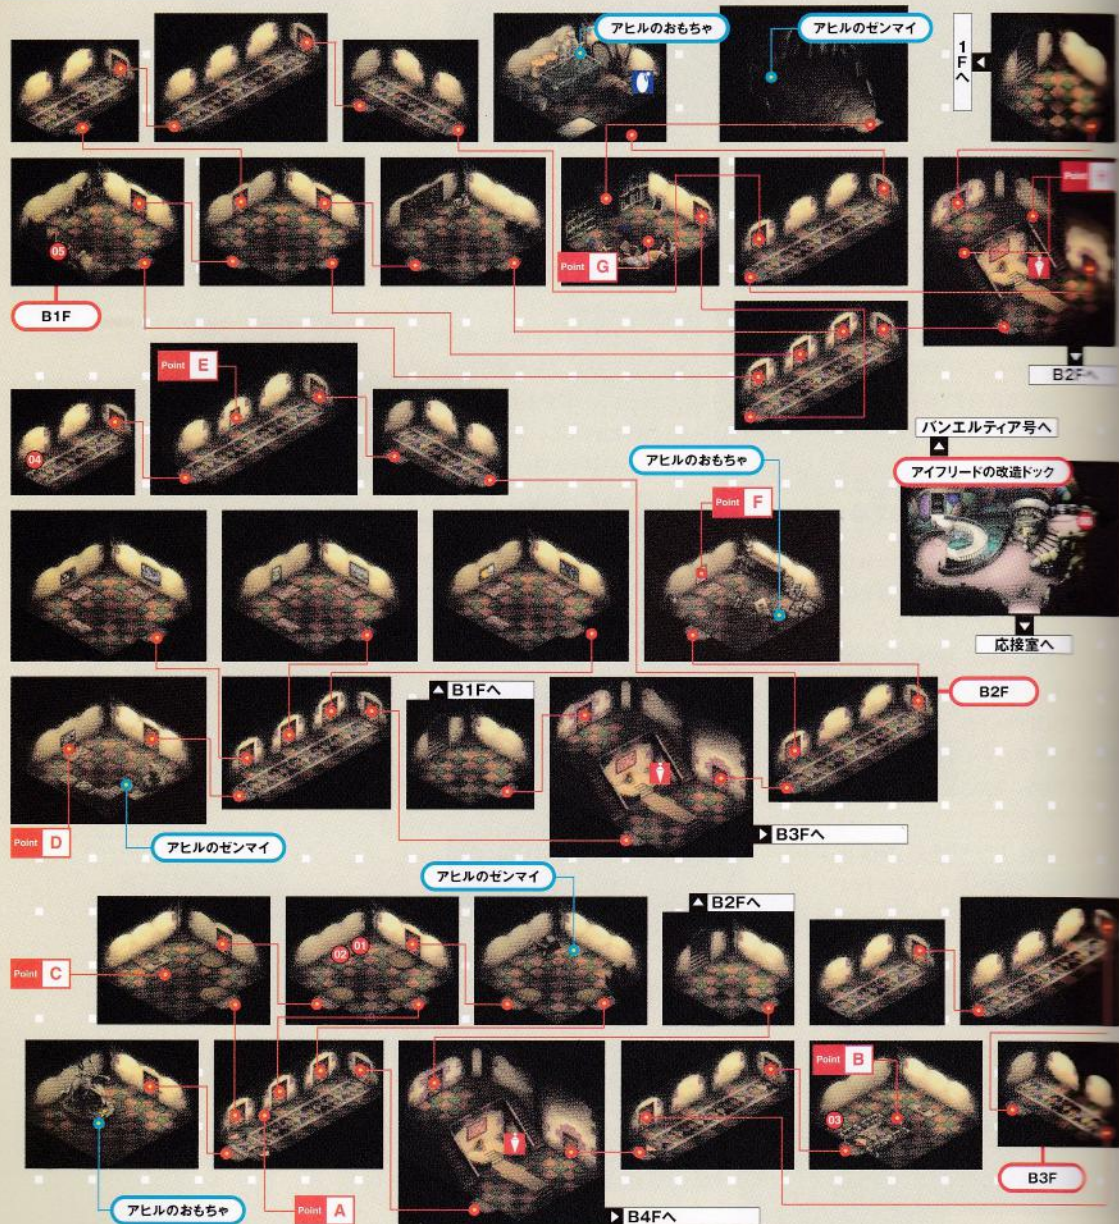 アヒルのおもちゃ
アヒルのゼンマイ
1Fへ
05
Point G
Point
B1F
B2Fへ
Point E
04
バンエルティア号へ
アヒルのおもちゃ
アイフリードの改造ドック
Point F
応接室へ
B1Fへ
B2F
Point D
アヒルのゼンマイ
B3Fへ
アヒルのゼンマイ
B2Fへ
Point C
02
01
Point B
03
B3F
アヒルのおもちゃ
Point A
B4Fへ